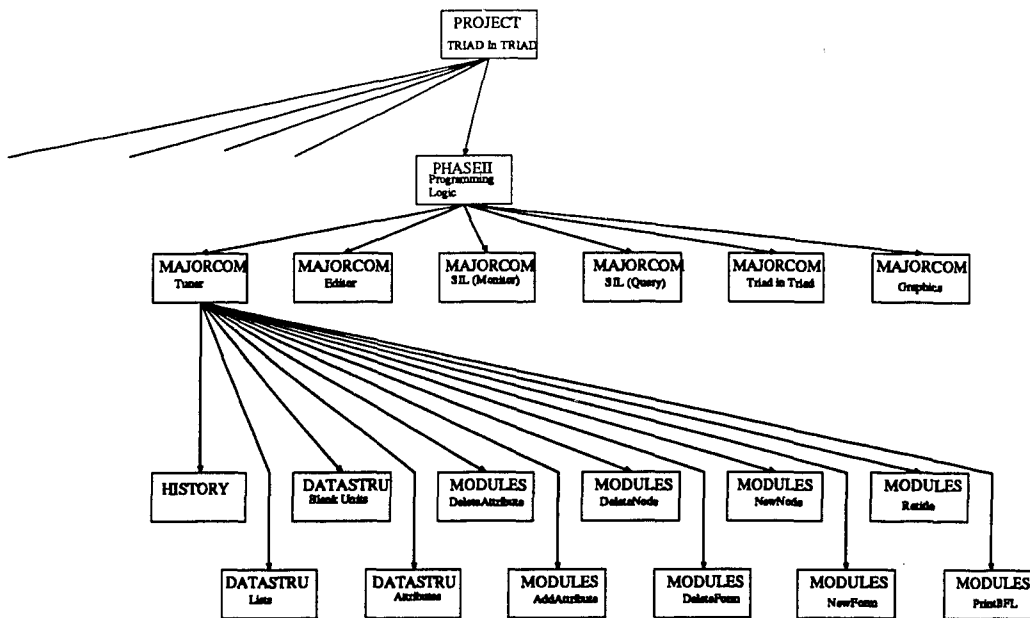 PROJECT
TRIAD in TRIAD
PHASEII
Programming
Logic
MAJORCOM
Tuner
MAJORCOM
Editor
MAJORCOM
SIL (Monitor)
MAJORCOM
SIL (Query)
MAJORCOM
Triad in Triad
MAJORCOM
Graphics
HISTORY
DATASTRU
Blank Units
MODULES
DeleteAttribute
MODULES
DeleteNode
MODULES
NewNode
MODULES
Retitle
DATASTRU
Lists
DATASTRU
Attributes
MODULES
AddAttribute
MODULES
DeleteForm
MODULES
NewForm
MODULES
PrintBFL